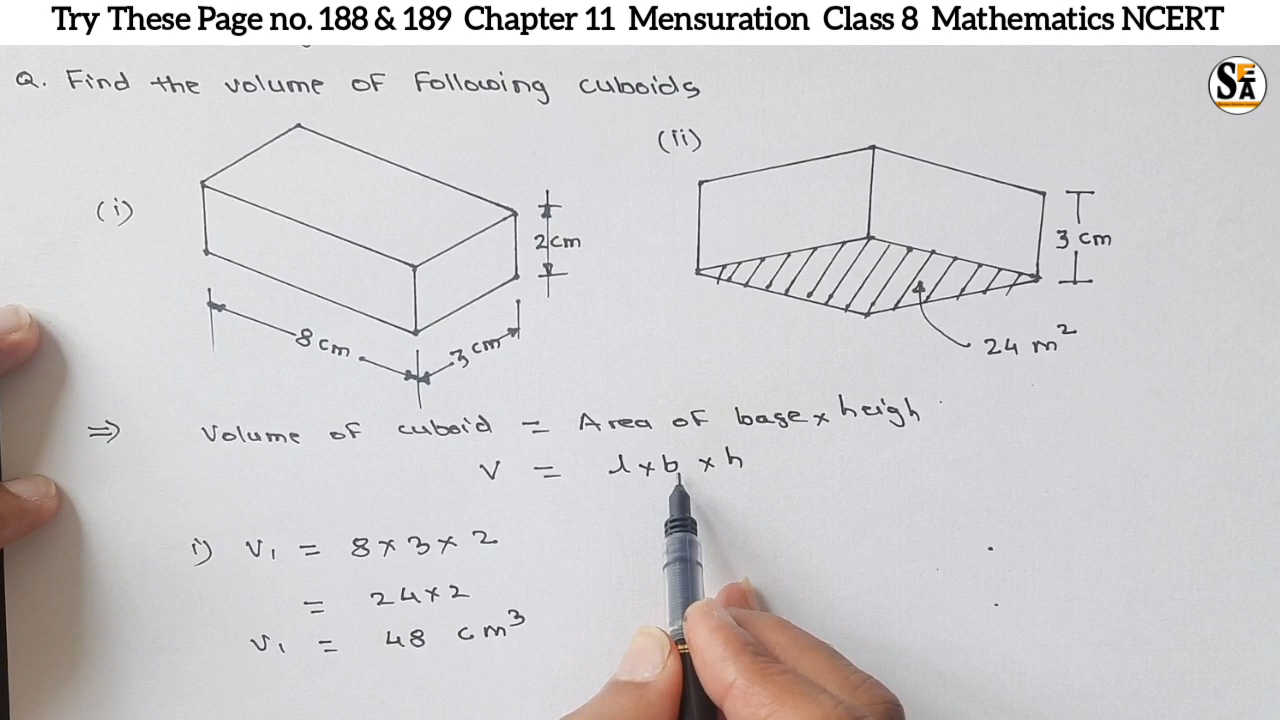 Try These Page no. 188 & 189 Chapter 11 Mensuration Class 8 Mathematics NCERT
SETA
Q. Find the volume of following cuboids
(i)
2cm
8 cm
3 cm
(ii)
3 cm
24 m²
⇒ Volume of cuboid = Area of base × heigh
V = l × b × h
i) V₁ = 8 × 3 × 2
= 24 × 2
V₁ = 48 cm³